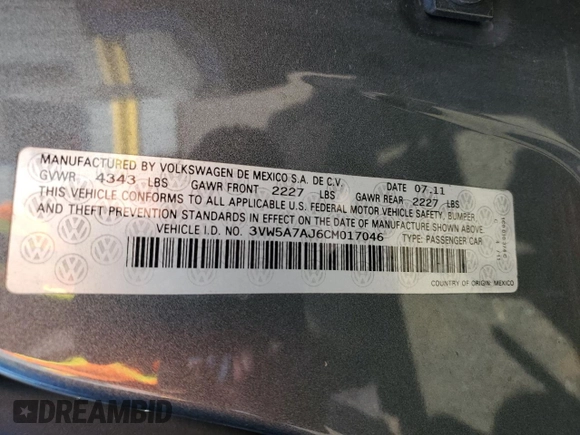 MANUFACTURED BY VOLKSWAGEN DE MEXICO S.A. DE C.V.
GVWR 4343 LBS GAWR FRONT 2227 LBS DATE 07.11
GAWR REAR 2227 LBS
THIS VEHICLE CONFORMS TO ALL APPLICABLE U.S. FEDERAL MOTOR VEHICLE SAFETY, BUMPER
AND THEFT PREVENTION STANDARDS IN EFFECT ON THE DATE OF MANUFACTURE SHOWN ABOVE
VEHICLE I.D. NO. 3VW5A7AJ6CM017046 TYPE: PASSENGER CAR
COUNTRY OF ORIGIN: MEXICO
DREAMBID